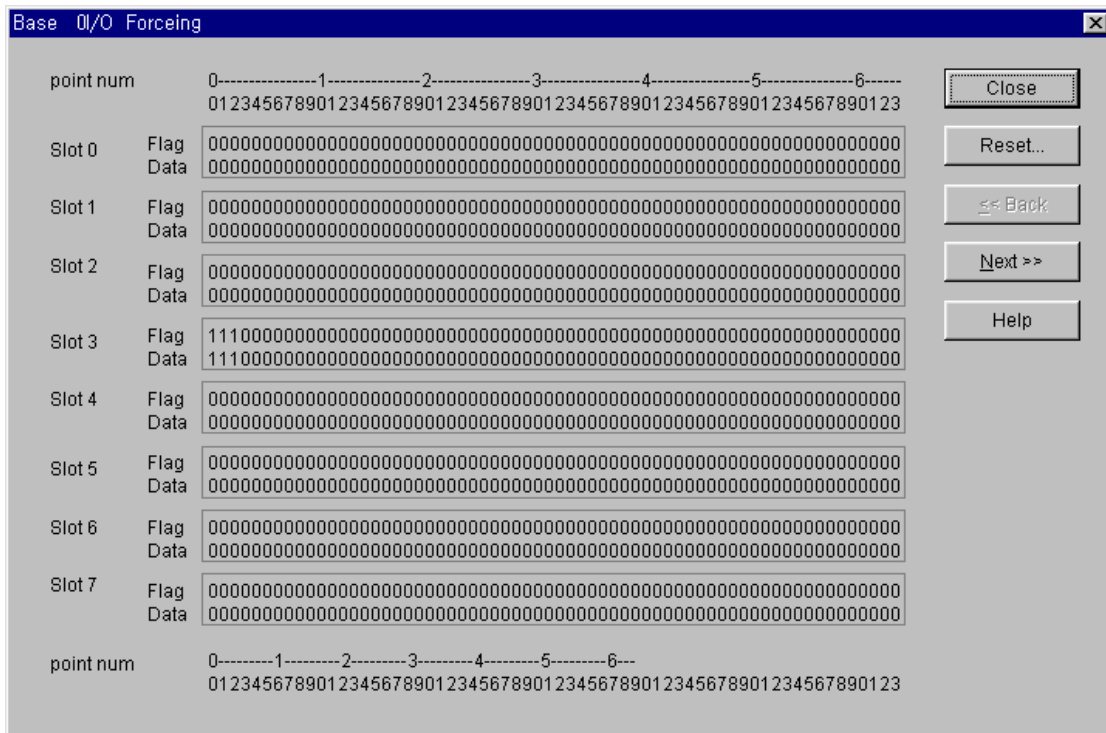 Base 0I/O Forceing
point num 0---------------1--------------2---------------3---------------4---------------5--------------6------
0123456789012345678901234567890123456789012345678901234567890123
Close
Slot 0 Flag 0000000000000000000000000000000000000000000000000000000000000000
Data 0000000000000000000000000000000000000000000000000000000000000000
Reset...
Slot 1 Flag 0000000000000000000000000000000000000000000000000000000000000000
Data 0000000000000000000000000000000000000000000000000000000000000000
<< Back
Slot 2 Flag 0000000000000000000000000000000000000000000000000000000000000000
Data 0000000000000000000000000000000000000000000000000000000000000000
Next >>
Slot 3 Flag 1110000000000000000000000000000000000000000000000000000000000000
Data 1110000000000000000000000000000000000000000000000000000000000000
Help
Slot 4 Flag 0000000000000000000000000000000000000000000000000000000000000000
Data 0000000000000000000000000000000000000000000000000000000000000000
Slot 5 Flag 0000000000000000000000000000000000000000000000000000000000000000
Data 0000000000000000000000000000000000000000000000000000000000000000
Slot 6 Flag 0000000000000000000000000000000000000000000000000000000000000000
Data 0000000000000000000000000000000000000000000000000000000000000000
Slot 7 Flag 0000000000000000000000000000000000000000000000000000000000000000
Data 0000000000000000000000000000000000000000000000000000000000000000
point num 0---------1---------2---------3---------4---------5---------6---
0123456789012345678901234567890123456789012345678901234567890123